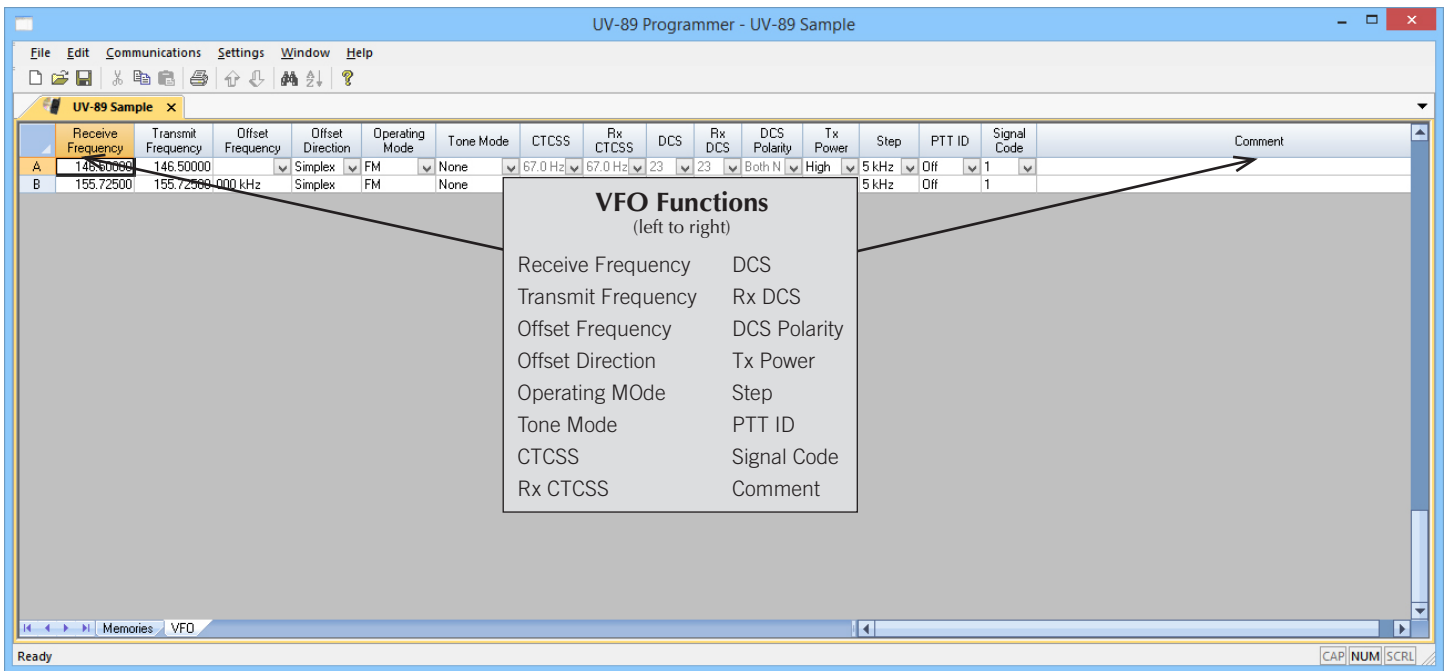 UV-89 Programmer - UV-89 Sample
File Edit Communications Settings Window Help
UV-89 Sample
Receive Frequency Transmit Frequency Offset Frequency Offset Direction Operating Mode Tone Mode CTCSS Rx CTCSS DCS Rx DCS DCS Polarity Tx Power Step PTT ID Signal Code Comment
A 146.50000 146.50000 Simplex FM None 67.0 Hz 67.0 Hz 23 23 Both N High 5 kHz Off 1
B 155.72500 155.72500 000 kHz Simplex FM None 5 kHz Off 1
VFO Functions
(left to right)
Receive Frequency DCS
Transmit Frequency Rx DCS
Offset Frequency DCS Polarity
Offset Direction Tx Power
Operating MOde Step
Tone Mode PTT ID
CTCSS Signal Code
Rx CTCSS Comment
Memories VFO
Ready CAP NUM SCRL